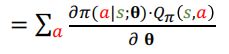 = ∑ₐ ∂π(a|s;θ)·Qπ(s,a) / ∂ θ